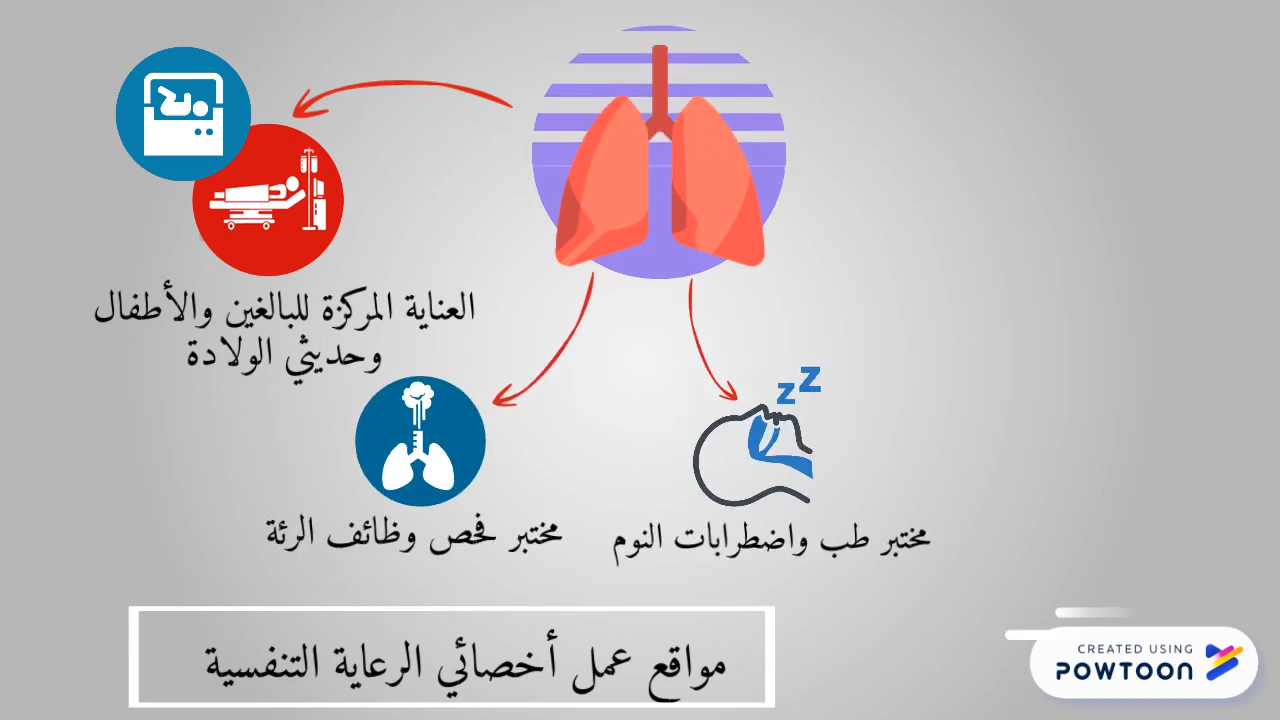 العناية المركزة للبالغين والأطفال
وحديثي الولادة
zz
مختبر فحص وظائف الرئة
مختبر طب واضطرابات النوم
مواقع عمل أخصائي الرعاية التنفسية
CREATED USING
POWTOON